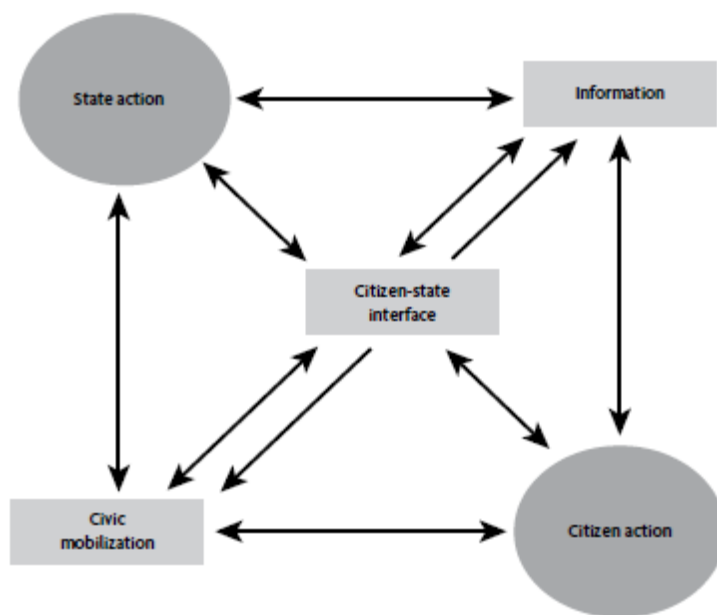 State action
Information
Citizen-state
interface
Civic
mobilization
Citizen action